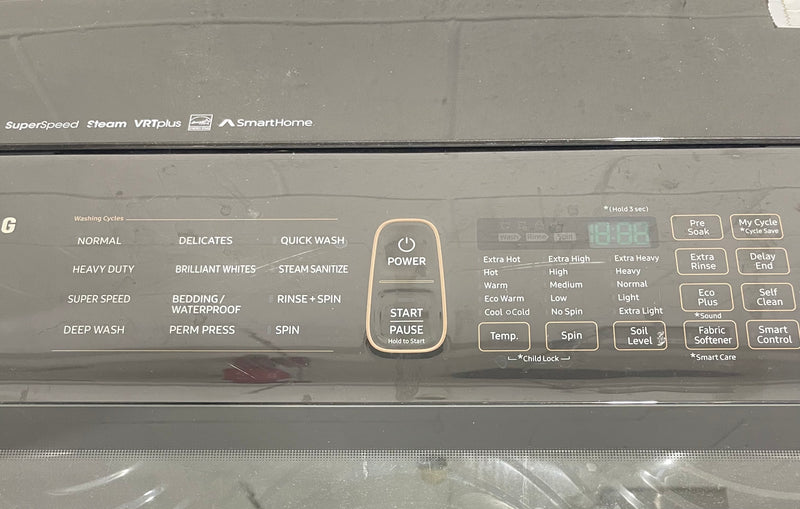 SuperSpeed Steam VRTplus SmartHome
G
Washing Cycles
NORMAL DELICATES QUICK WASH
HEAVY DUTY BRILLIANT WHITES STEAM SANITIZE
SUPER SPEED BEDDING/ WATERPROOF RINSE + SPIN
DEEP WASH PERM PRESS SPIN
POWER
START
PAUSE
Hold to Start
*(Hold 3 sec)
Wash Rinse Spin
Extra Hot Extra High Extra Heavy
Hot High Heavy
Warm Medium Normal
Eco Warm Low Light
Cool Cold No Spin Extra Light
Temp. Spin Soil Level
*Child Lock
Pre Soak
My Cycle
*Cycle Save
Extra Rinse
Delay End
Eco Plus
Self Clean
*Sound
Fabric Softener
Smart Control
*Smart Care